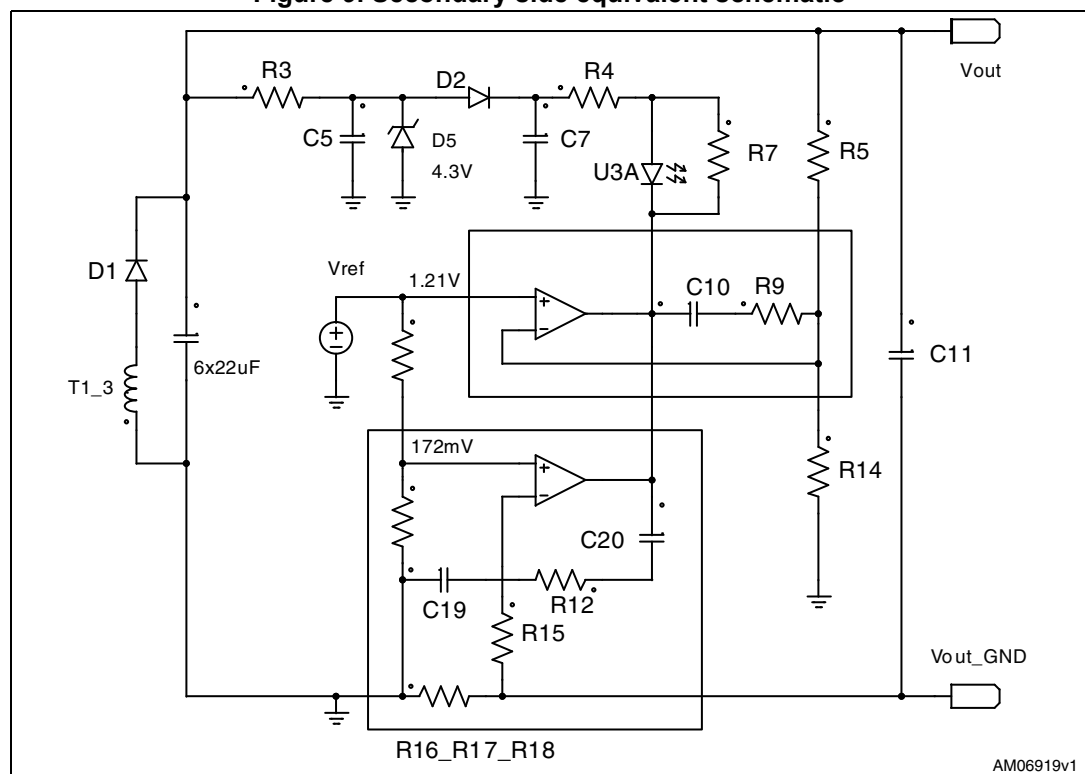 Figure 9. Secondary side equivalent schematic
Vout
R3
D2
R4
C5
D5
4.3V
C7
U3A
R7
R5
D1
Vref
1.21V
C10
R9
6x22uF
T1_3
C11
172mV
R14
C20
C19
R12
R15
Vout_GND
R16_R17_R18
AM06919v1